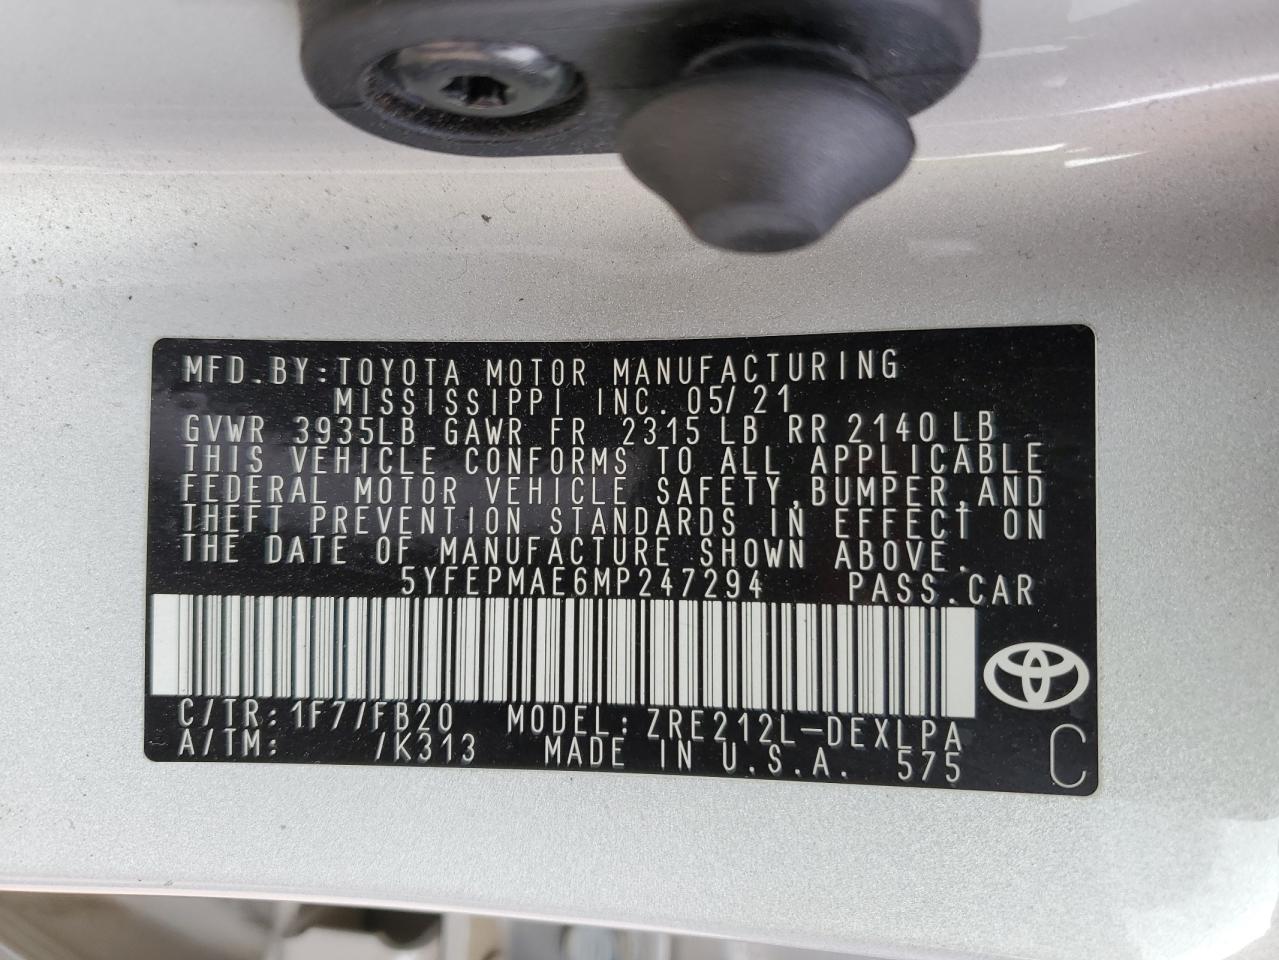 MFD.BY:TOYOTA MOTOR MANUFACTURING
MISSISSIPPI INC. 05/21
GVWR 3935LB GAWR FR 2315 LB RR 2140 LB
THIS VEHICLE CONFORMS TO ALL APPLICABLE
FEDERAL MOTOR VEHICLE SAFETY,BUMPER,AND
THEFT PREVENTION STANDARDS IN EFFECT ON
THE DATE OF MANUFACTURE SHOWN ABOVE.
5YFEPMAE6MP247294 PASS.CAR
C/TR: 1F7/FB20 MODEL: ZRE212L-DEXLPA
A/TM: /K313 MADE IN U.S.A. 575
C